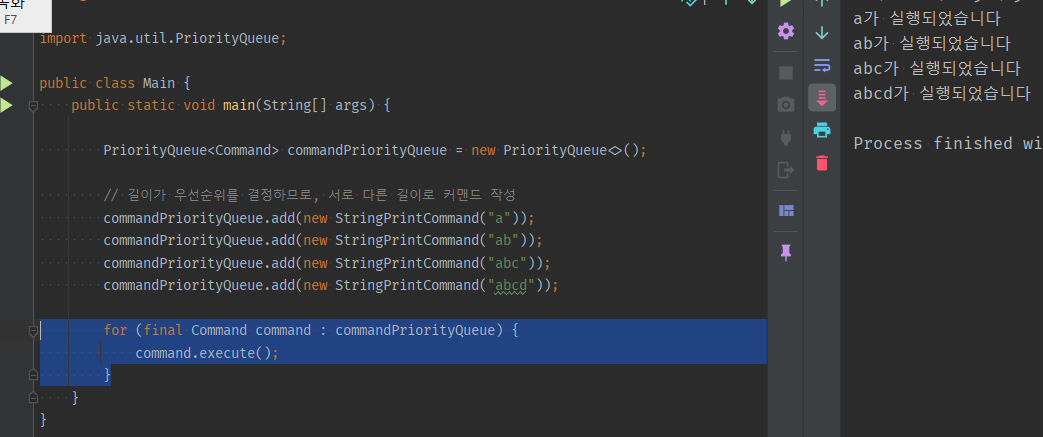 F7
import java.util.PriorityQueue;
public class Main {
public static void main(String[] args) {
PriorityQueue<Command> commandPriorityQueue = new PriorityQueue<>();
// 길이가 우선순위를 결정하므로, 서로 다른 길이로 커맨드 작성
commandPriorityQueue.add(new StringPrintCommand("a"));
commandPriorityQueue.add(new StringPrintCommand("ab"));
commandPriorityQueue.add(new StringPrintCommand("abc"));
commandPriorityQueue.add(new StringPrintCommand("abcd"));
for (final Command command : commandPriorityQueue) {
command.execute();
}
}
}
a가 실행되었습니다
ab가 실행되었습니다
abc가 실행되었습니다
abcd가 실행되었습니다
Process finished wi